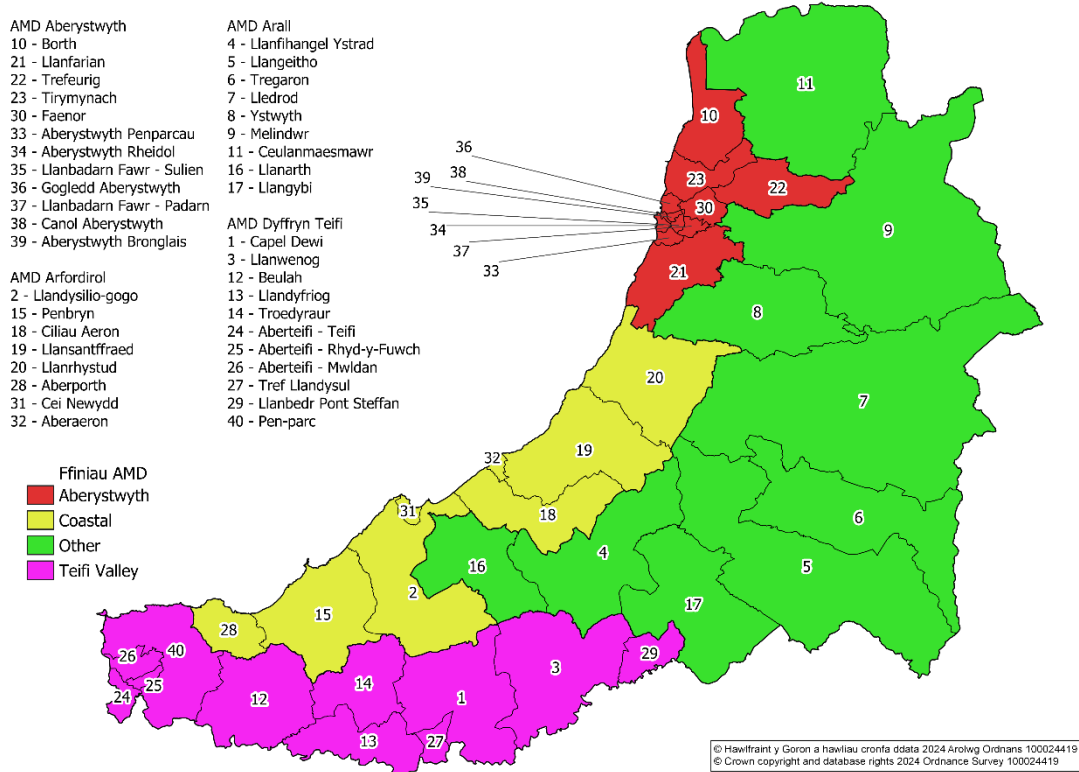 AMD Aberystwyth
10 - Borth
21 - Llanfarian
22 - Trefeurig
23 - Tirymynach
30 - Faenor
33 - Aberystwyth Penparcau
34 - Aberystwyth Rheidol
35 - Llanbadarn Fawr - Sulien
36 - Gogledd Aberystwyth
37 - Llanbadarn Fawr - Padarn
38 - Canol Aberystwyth
39 - Aberystwyth Bronglais
AMD Arfordirol
2 - Llandysilio-gogo
15 - Penbryn
18 - Ciliau Aeron
19 - Llansantffraed
20 - Llanrhystud
28 - Aberporth
31 - Cei Newydd
32 - Aberaeron
AMD Arall
4 - Llanfihangel Ystrad
5 - Llangeitho
6 - Tregaron
7 - Lledrod
8 - Ystwyth
9 - Melindwr
11 - Ceulanmaesmawr
16 - Llanarth
17 - Llangybi
AMD Dyffryn Teifi
1 - Capel Dewi
3 - Llanwenog
12 - Beulah
13 - Llandyfriog
14 - Troedyraur
24 - Aberteifi - Teifi
25 - Aberteifi - Rhyd-y-Fuwch
26 - Aberteifi - Mwldan
27 - Tref Llandysul
29 - Llanbedr Pont Steffan
40 - Pen-parc
Ffiniau AMD
Aberystwyth
Coastal
Other
Teifi Valley
11
10
36
38
39
23
22
35
30
34
9
37
33
21
8
20
7
19
32
31
18
6
4
16
5
2
17
15
28
26
40
29
3
14
25
24
12
1
13
27
© Hawlfraint y Goron a hawliau cronfa ddata 2024 Arolwg Ordnans 100024419
© Crown copyright and database rights 2024 Ordnance Survey 100024419